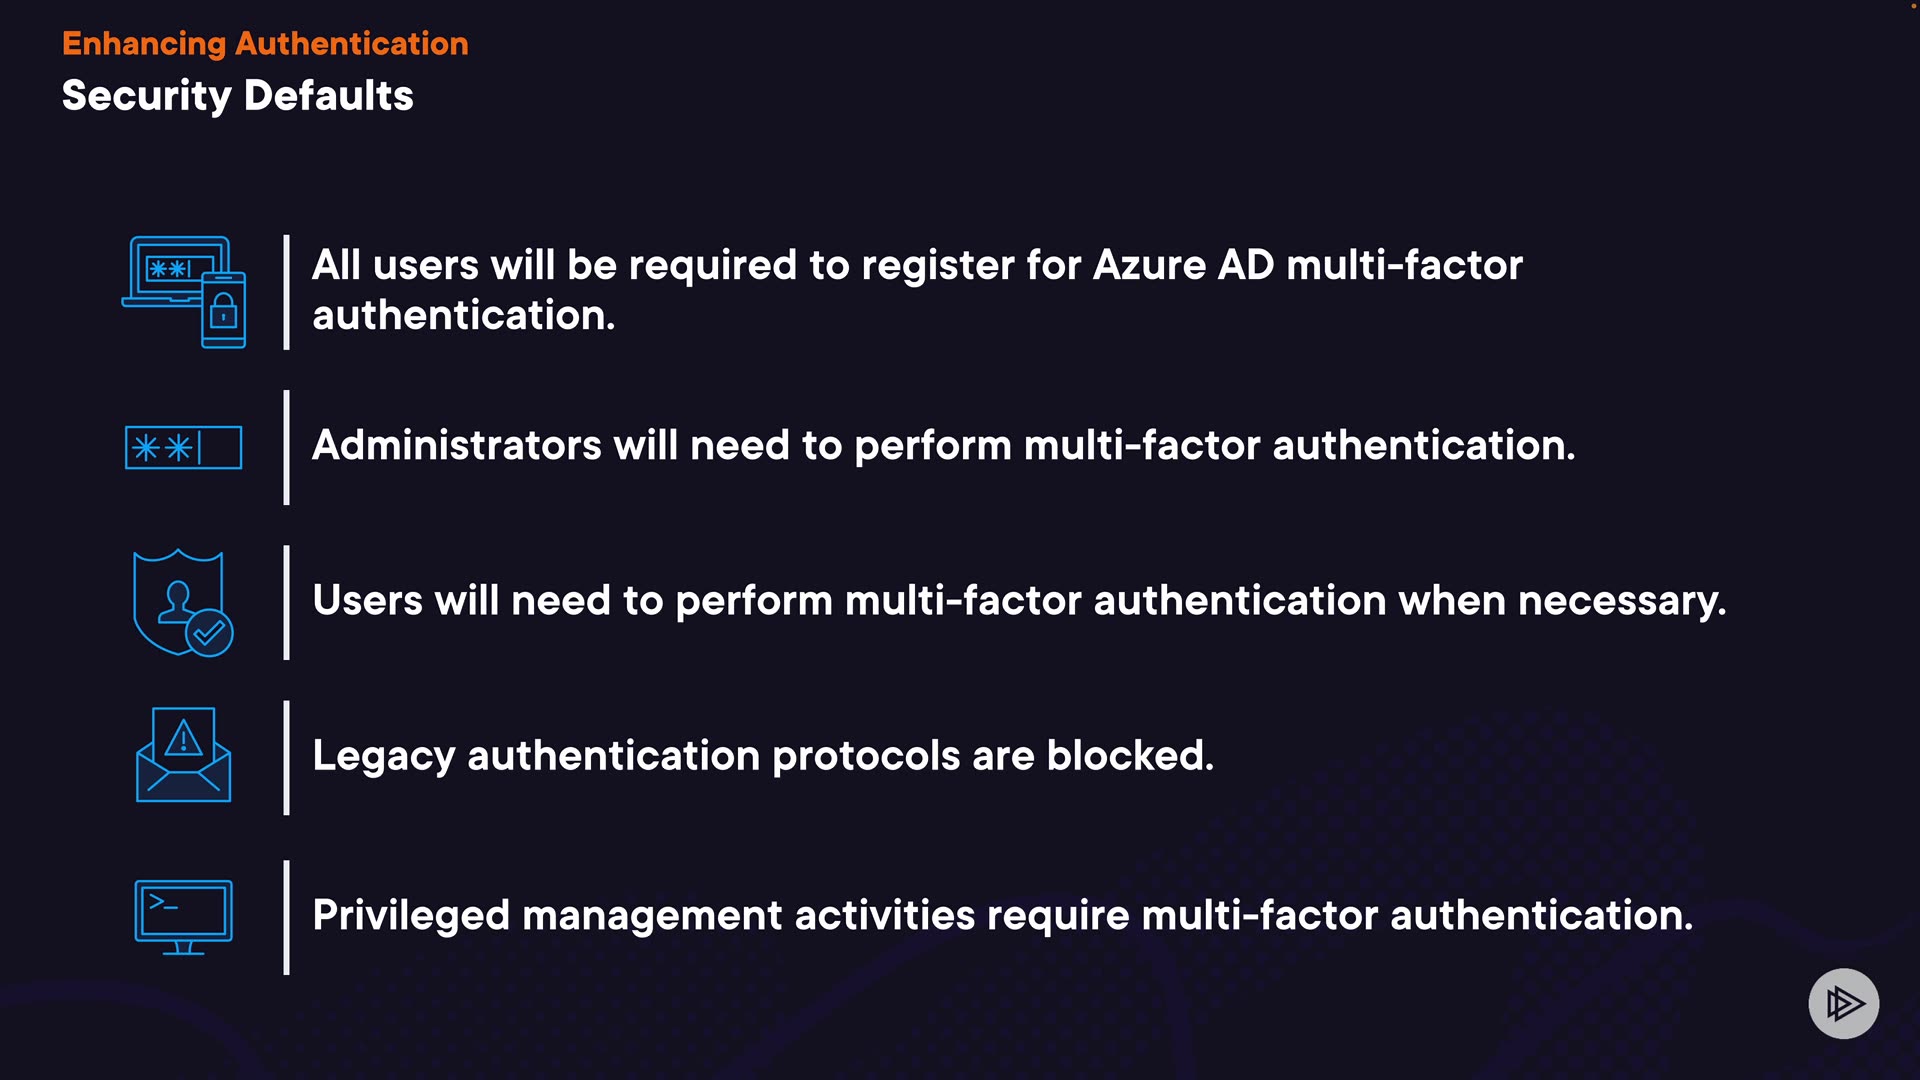 Enhancing Authentication
Security Defaults
All users will be required to register for Azure AD multi-factor
authentication.
Administrators will need to perform multi-factor authentication.
Users will need to perform multi-factor authentication when necessary.
Legacy authentication protocols are blocked.
Privileged management activities require multi-factor authentication.